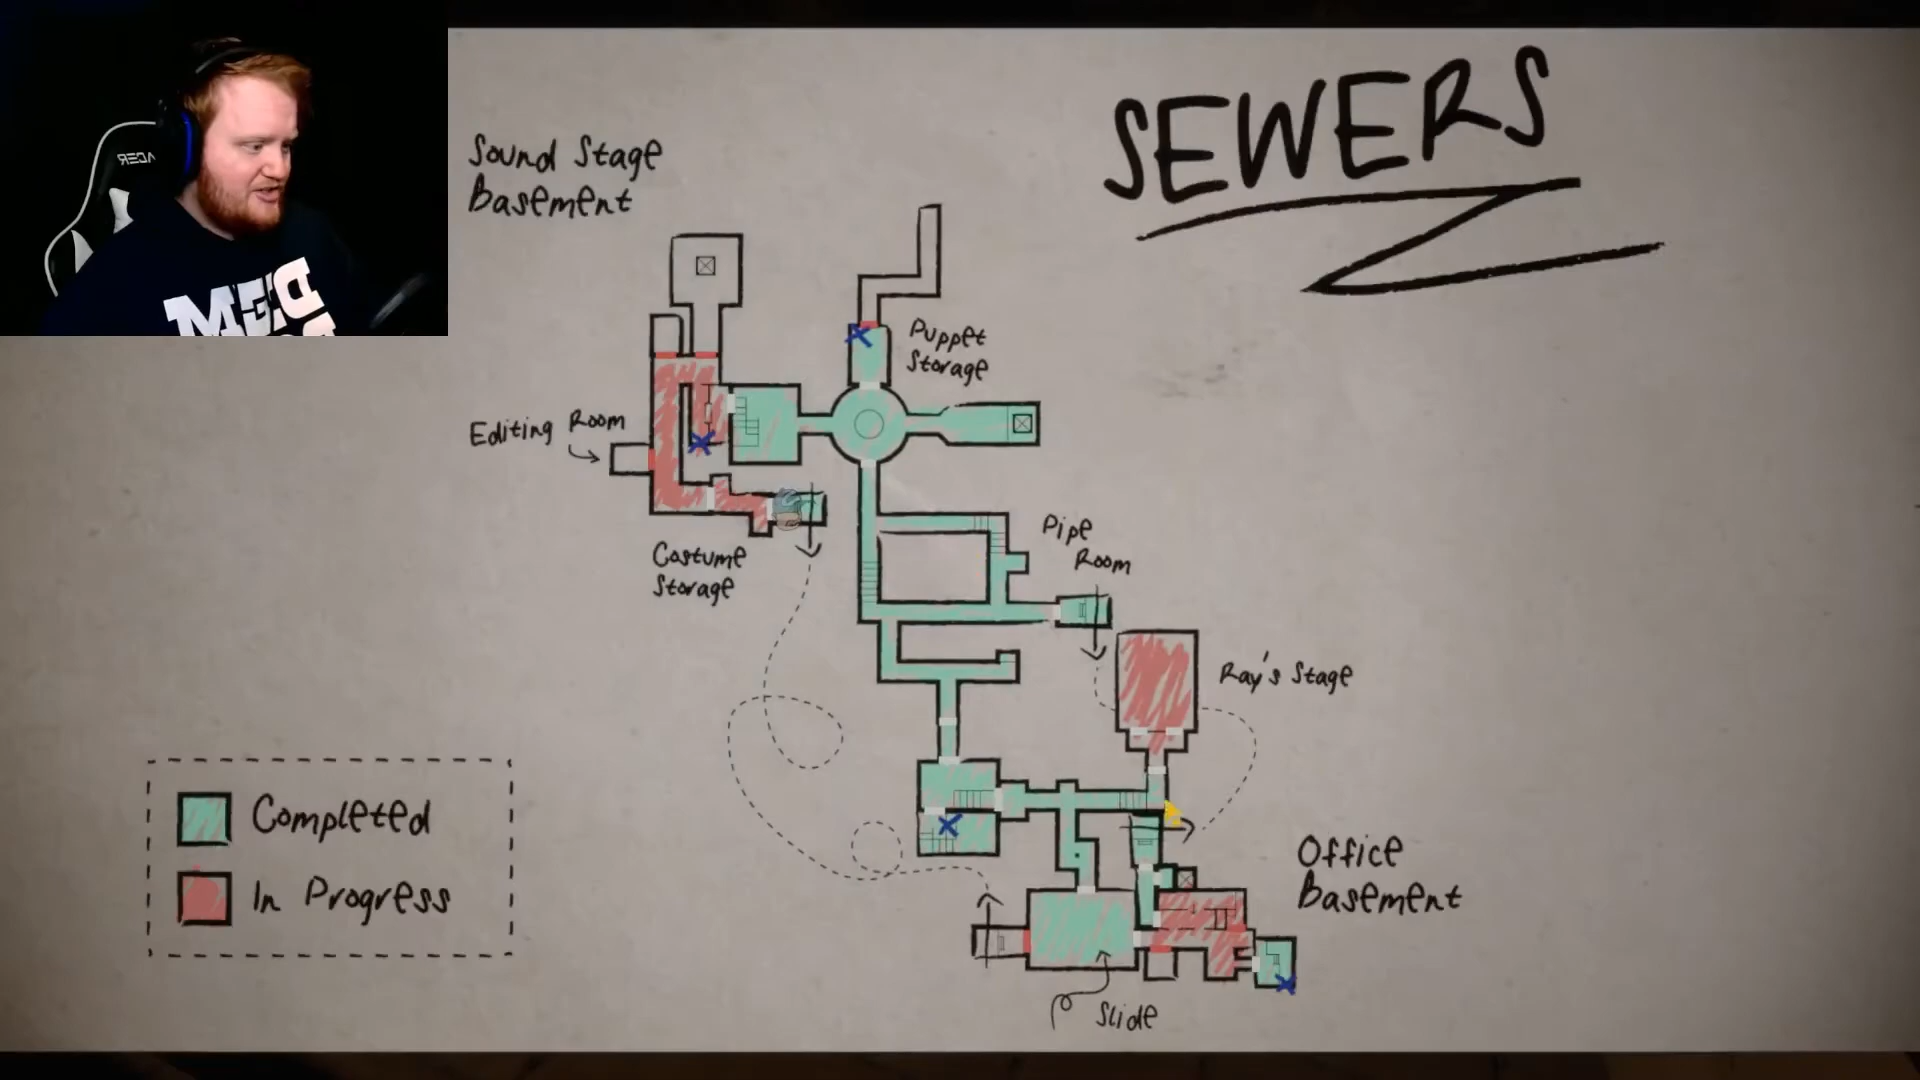 SEWERS
Sound Stage
Basement
Puppet
Storage
Editing Room
Pipe
Room
Costume
Storage
Ray's Stage
Completed
In Progress
Office
Basement
Slide